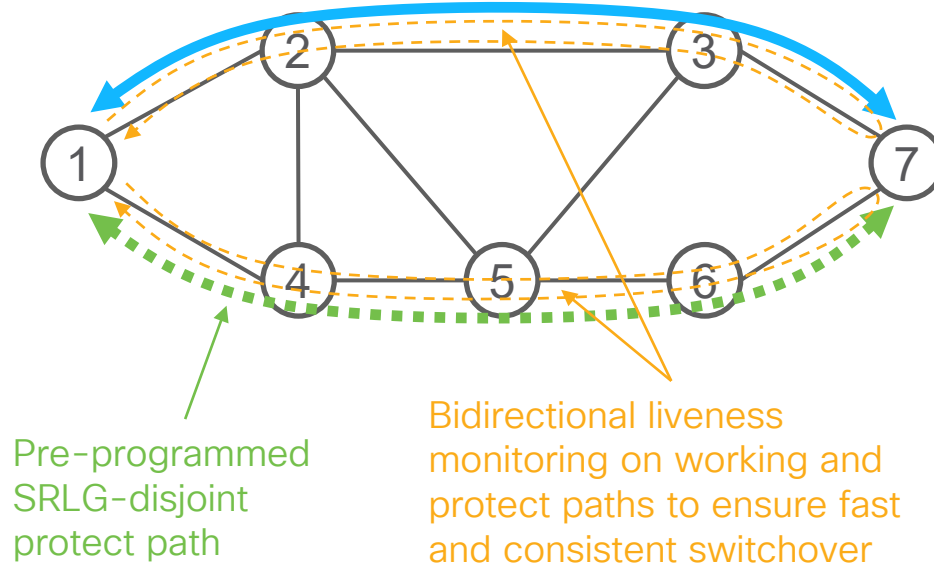 2
3
1
7
4
5
6
Pre-programmed
SRLG-disjoint
protect path
Bidirectional liveness
monitoring on working and
protect paths to ensure fast
and consistent switchover